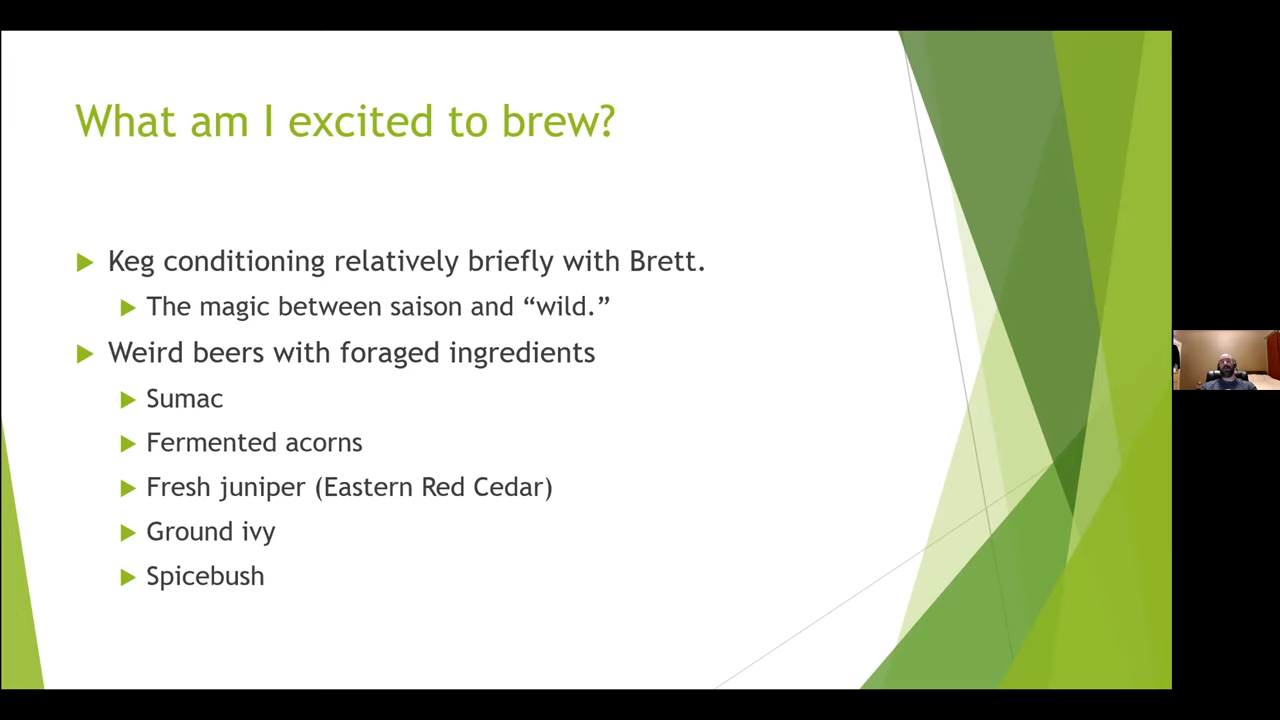 What am I excited to brew?
Keg conditioning relatively briefly with Brett.
The magic between saison and “wild.”
Weird beers with foraged ingredients
Sumac
Fermented acorns
Fresh juniper (Eastern Red Cedar)
Ground ivy
Spicebush